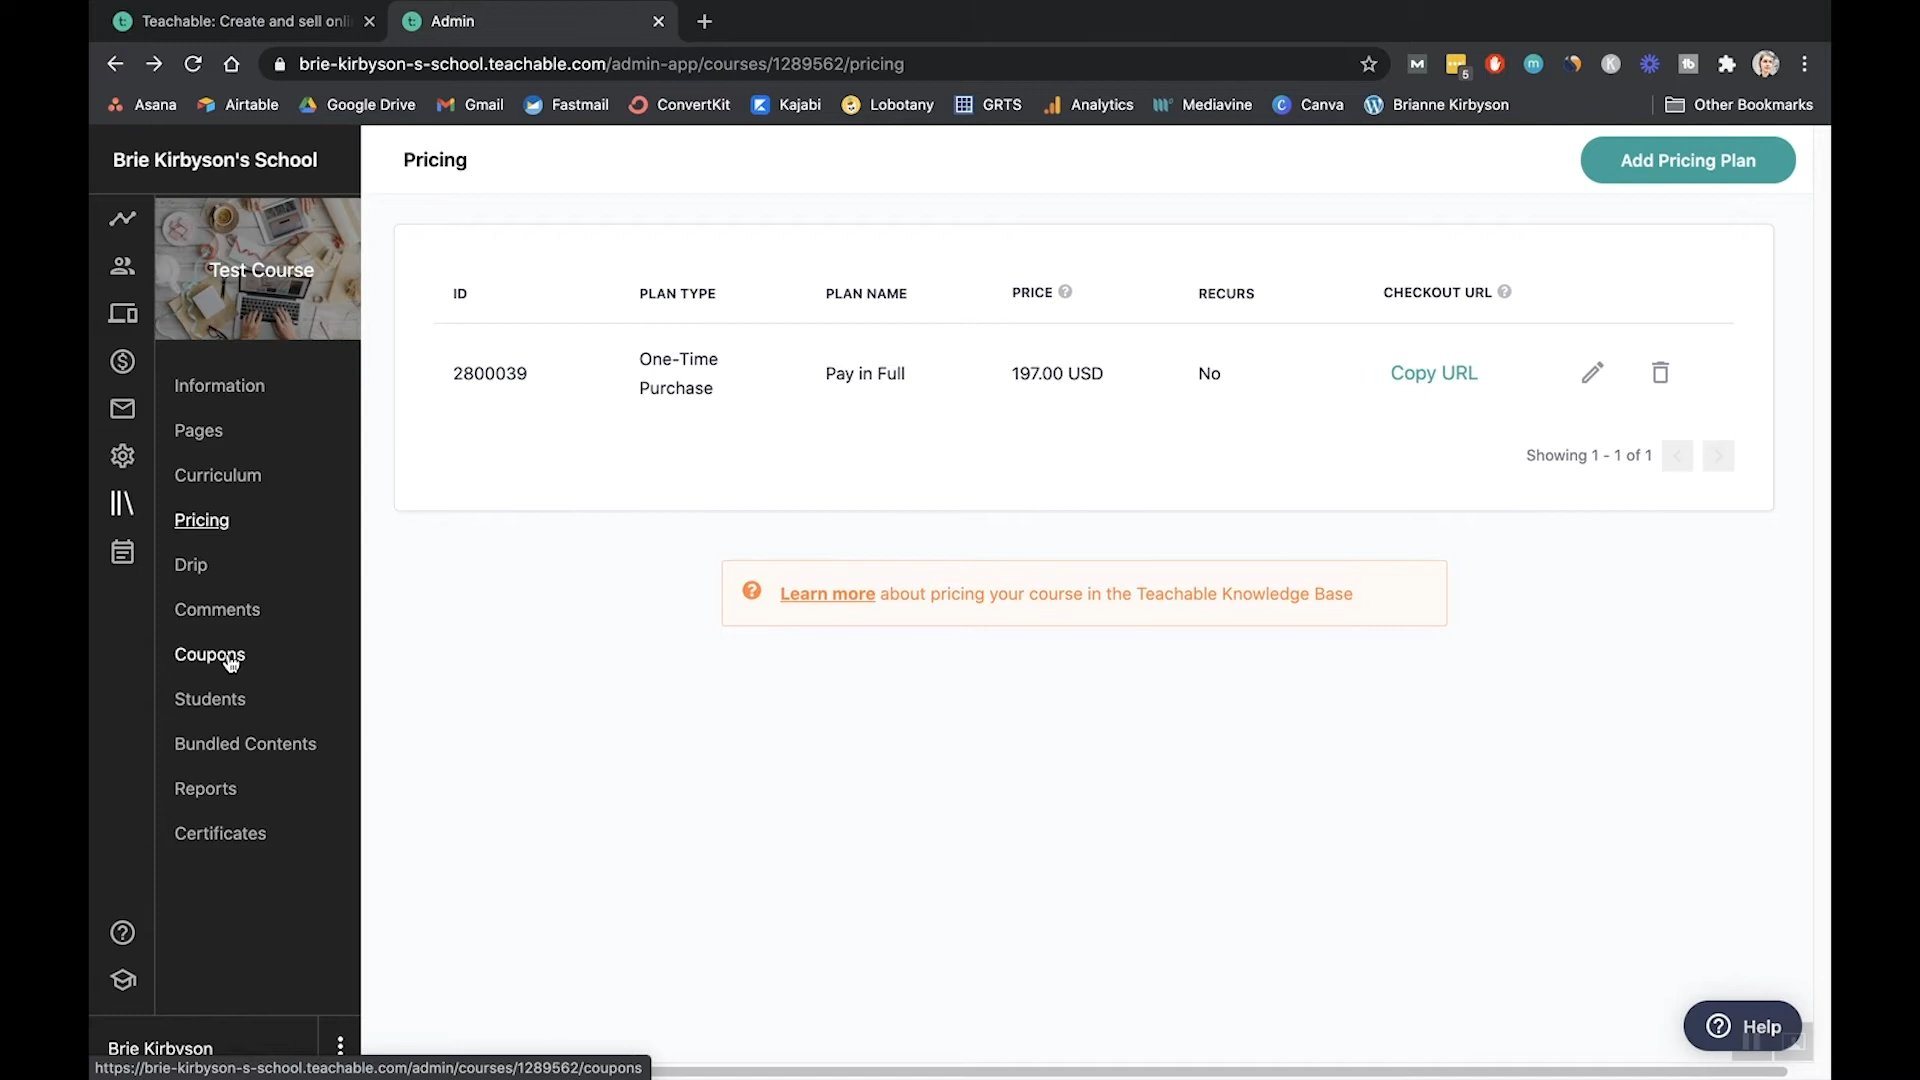 Teachable: Create and sell onli
Admin
brie-kirbyson-s-school.teachable.com/admin-app/courses/1289562/pricing
5
Asana
Airtable
Google Drive
Gmail
Fastmail
ConvertKit
Kajabi
Lobotany
GRTS
Analytics
Mediavine
Canva
Brianne Kirbyson
Other Bookmarks
Brie Kirbyson's School
Pricing
Add Pricing Plan
Test Course
Information
Pages
Curriculum
Pricing
Drip
Comments
Coupons
Students
Bundled Contents
Reports
Certificates
ID
PLAN TYPE
PLAN NAME
PRICE
RECURS
CHECKOUT URL
2800039
One-Time
Purchase
Pay in Full
197.00 USD
No
Copy URL
Showing 1 - 1 of 1
Learn more about pricing your course in the Teachable Knowledge Base
Help
Brie Kirbyson
https://brie-kirbyson-s-school.teachable.com/admin/courses/1289562/coupons